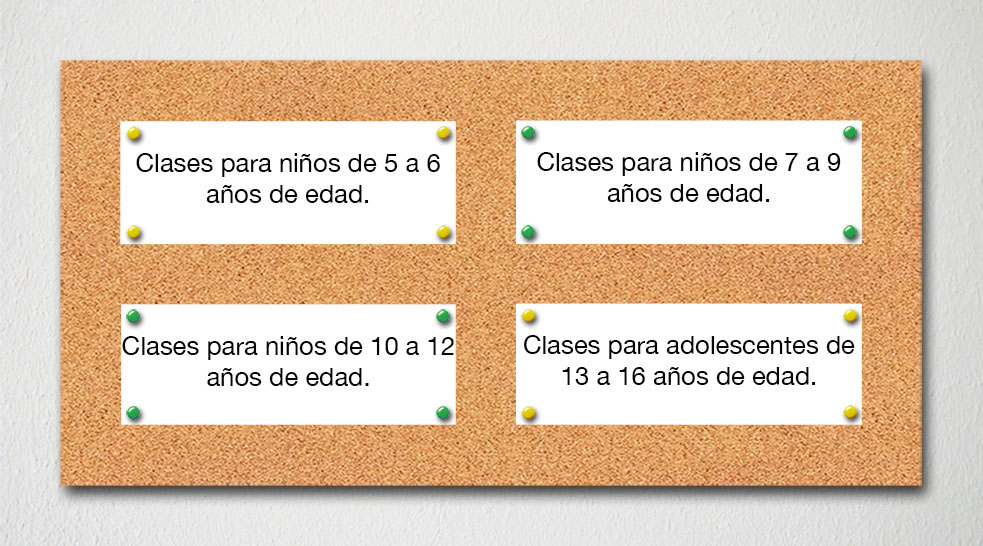 Clases para niños de 5 a 6
años de edad.
Clases para niños de 7 a 9
años de edad.
Clases para niños de 10 a 12
años de edad.
Clases para adolescentes de
13 a 16 años de edad.